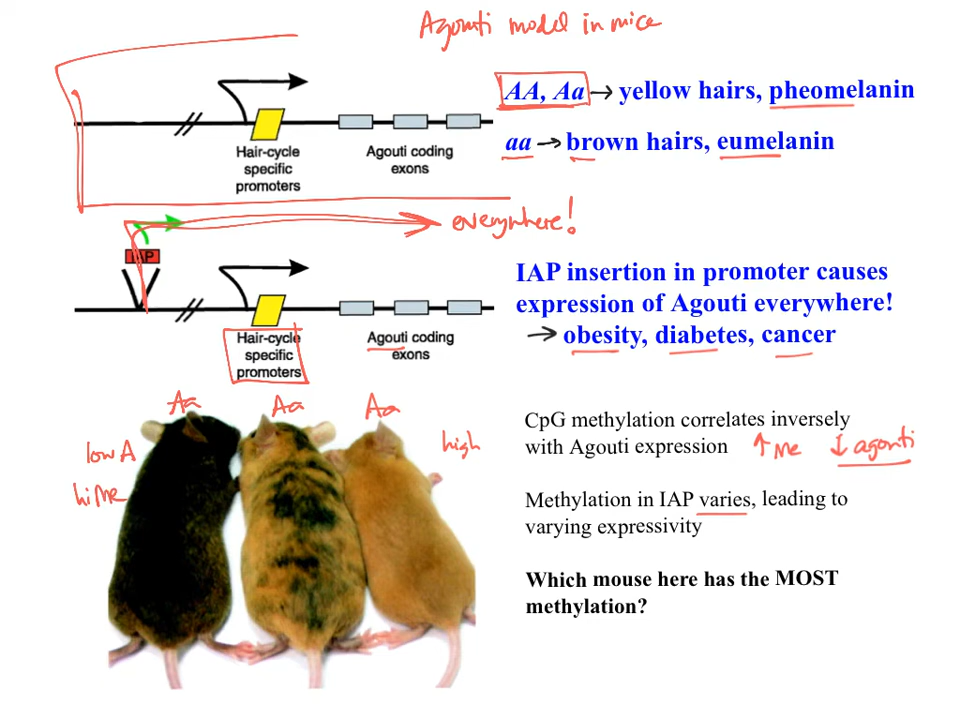 Agouti model in mice
AA, Aa → yellow hairs, pheomelanin
aa → brown hairs, eumelanin
Hair-cycle
specific
promoters
Agouti coding
exons
everywhere!
IAP
IAP insertion in promoter causes
expression of Agouti everywhere!
→ obesity, diabetes, cancer
Hair-cycle
specific
promoters
Agouti coding
exons
Aa Aa Aa
low A
hi Me
high
CpG methylation correlates inversely
with Agouti expression ↑ Me ↓ agouti
Methylation in IAP varies, leading to
varying expressivity
Which mouse here has the MOST
methylation?